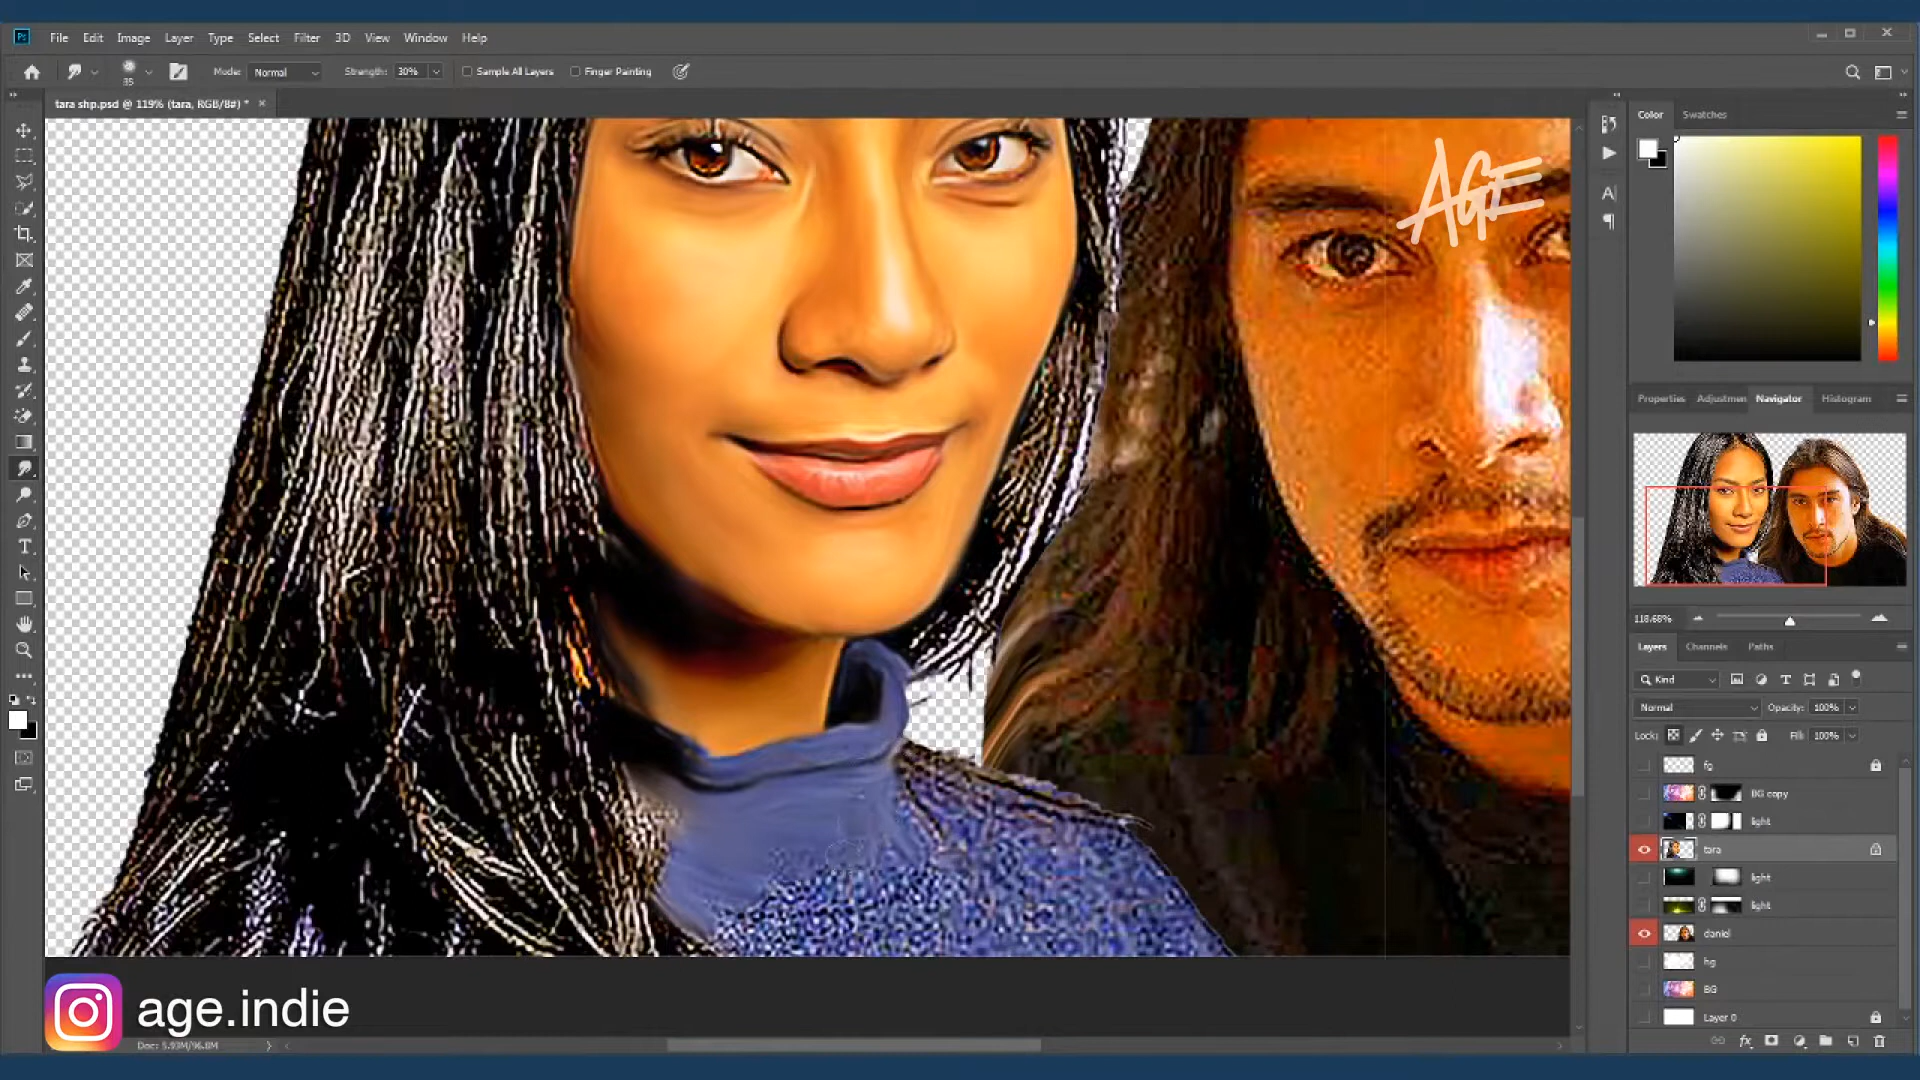 Ps File Edit Image Layer Type Select Filter 3D View Window Help
35 Mode: Normal Strength: 30% Sample All Layers Finger Painting
tara shp.psd @ 119% (tara, RGB/8#) *
AGE
Color Swatches
Properties Adjustmen Navigator Histogram
118.68%
Layers Channels Paths
Kind
Normal Opacity: 100%
Lock: Fill: 100%
fg
BG copy
light
tara
light
light
daniel
hg
BG
Layer 0
age.indie
Doc: 5.93M/96.8M